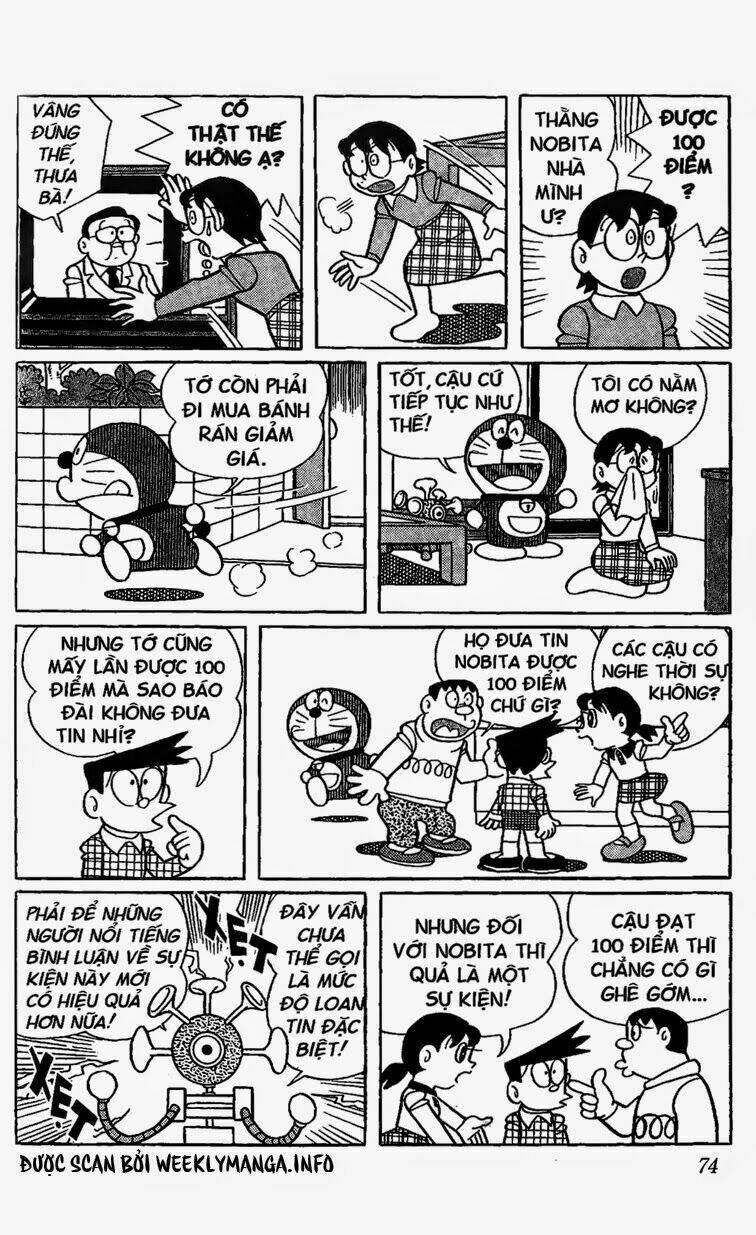 ĐƯỢC
100
ĐIỂM
?
THẰNG
NOBITA
NHÀ
MÌNH
Ư?
CÓ
THẬT THẾ
KHÔNG Ạ?
VÂNG
ĐỨNG
THẾ,
THƯA
BÀ!
TÔI CÓ NẰM
MƠ KHÔNG?
TỐT, CẬU CỨ
TIẾP TỤC NHƯ
THẾ!
TỚ CÒN PHẢI
ĐI MUA BÁNH
RÁN GIẢM
GIÁ.
CÁC CẬU CÓ
NGHE THỜI SỰ
KHÔNG?
HỌ ĐƯA TIN
NOBITA ĐƯỢC
100 ĐIỂM
CHỨ GÌ?
NHƯNG TỚ CŨNG
MẤY LẦN ĐƯỢC 100
ĐIỂM MÀ SAO BÁO
ĐÀI KHÔNG ĐƯA
TIN NHỈ?
CẬU ĐẠT
100 ĐIỂM THÌ
CHẲNG CÓ GÌ
GHÊ GỚM...
NHƯNG ĐỐI
VỚI NOBITA THÌ
QUẢ LÀ MỘT
SỰ KIỆN!
ĐÂY VẪN
CHƯA
THỂ GỌI
LÀ MỨC
ĐỘ LOAN
TIN ĐẶC
BIỆT!
XẸT
PHẢI ĐỂ NHỮNG
NGƯỜI NỔI TIẾNG
BÌNH LUẬN VỀ SỰ
KIỆN NÀY MỚI
CÓ HIỆU QUẢ
HƠN NỮA!
XẸT
ĐƯỢC SCAN BỞI WEEKLYMANGA.INFO
74